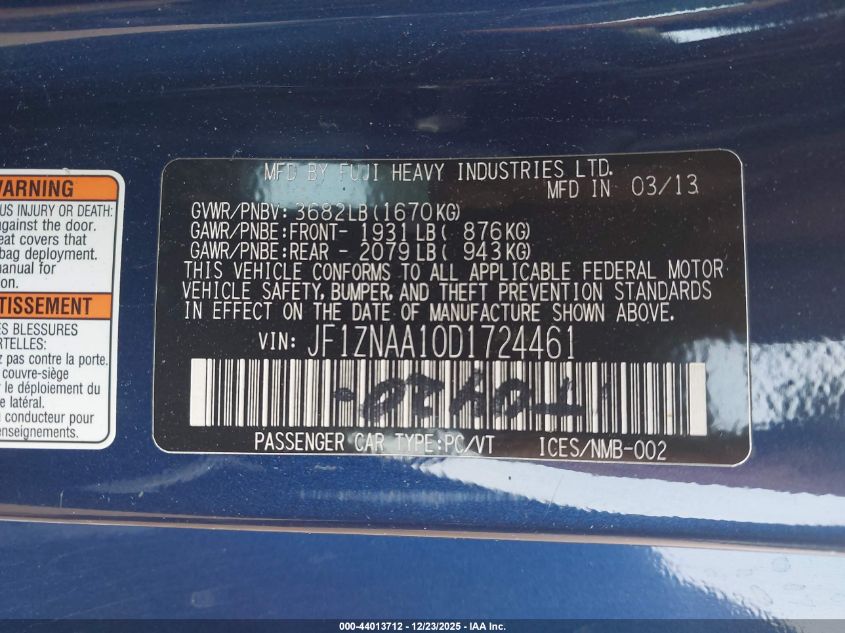 WARNING
US INJURY OR DEATH:
against the door.
eat covers that
bag deployment.
manual for
on.
TISSEMENT
ES BLESSURES
RTELLES:
z pas contre la porte.
couvre-siège
r le déploiement du
e latéral.
u conducteur pour
enseignements.
MFD BY FUJI HEAVY INDUSTRIES LTD.
MFD IN 03/13
GVWR/PNBV: 3682LB(1670KG)
GAWR/PNBE:FRONT- 1931LB( 876KG)
GAWR/PNBE:REAR - 2079LB( 943KG)
THIS VEHICLE CONFORMS TO ALL APPLICABLE FEDERAL MOTOR
VEHICLE SAFETY, BUMPER, AND THEFT PREVENTION STANDARDS
IN EFFECT ON THE DATE OF MANUFACTURE SHOWN ABOVE.
VIN: JF1ZNAA10D1724461
PASSENGER CAR TYPE:PC/VT ICES/NMB-002
000-44013712 - 12/23/2025 - IAA Inc.